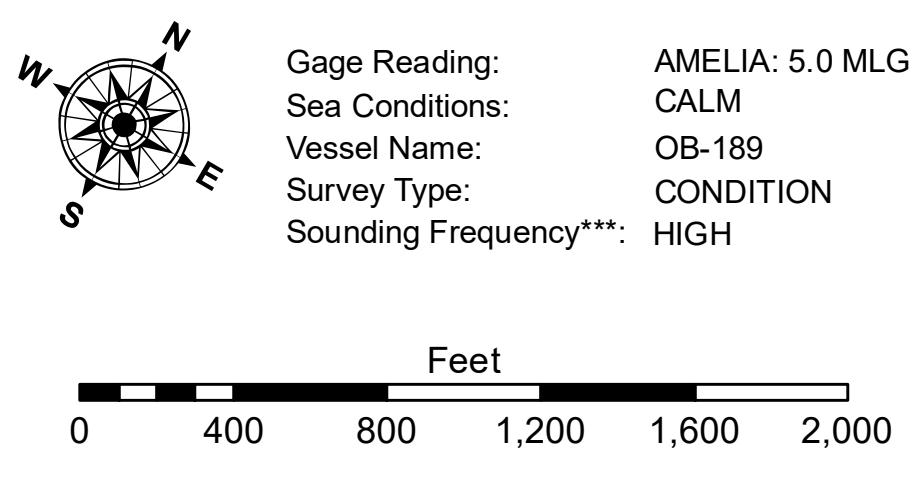 N
W
E
S
Gage Reading: AMELIA: 5.0 MLG
Sea Conditions: CALM
Vessel Name: OB-189
Survey Type: CONDITION
Sounding Frequency***: HIGH
Feet
0 400 800 1,200 1,600 2,000